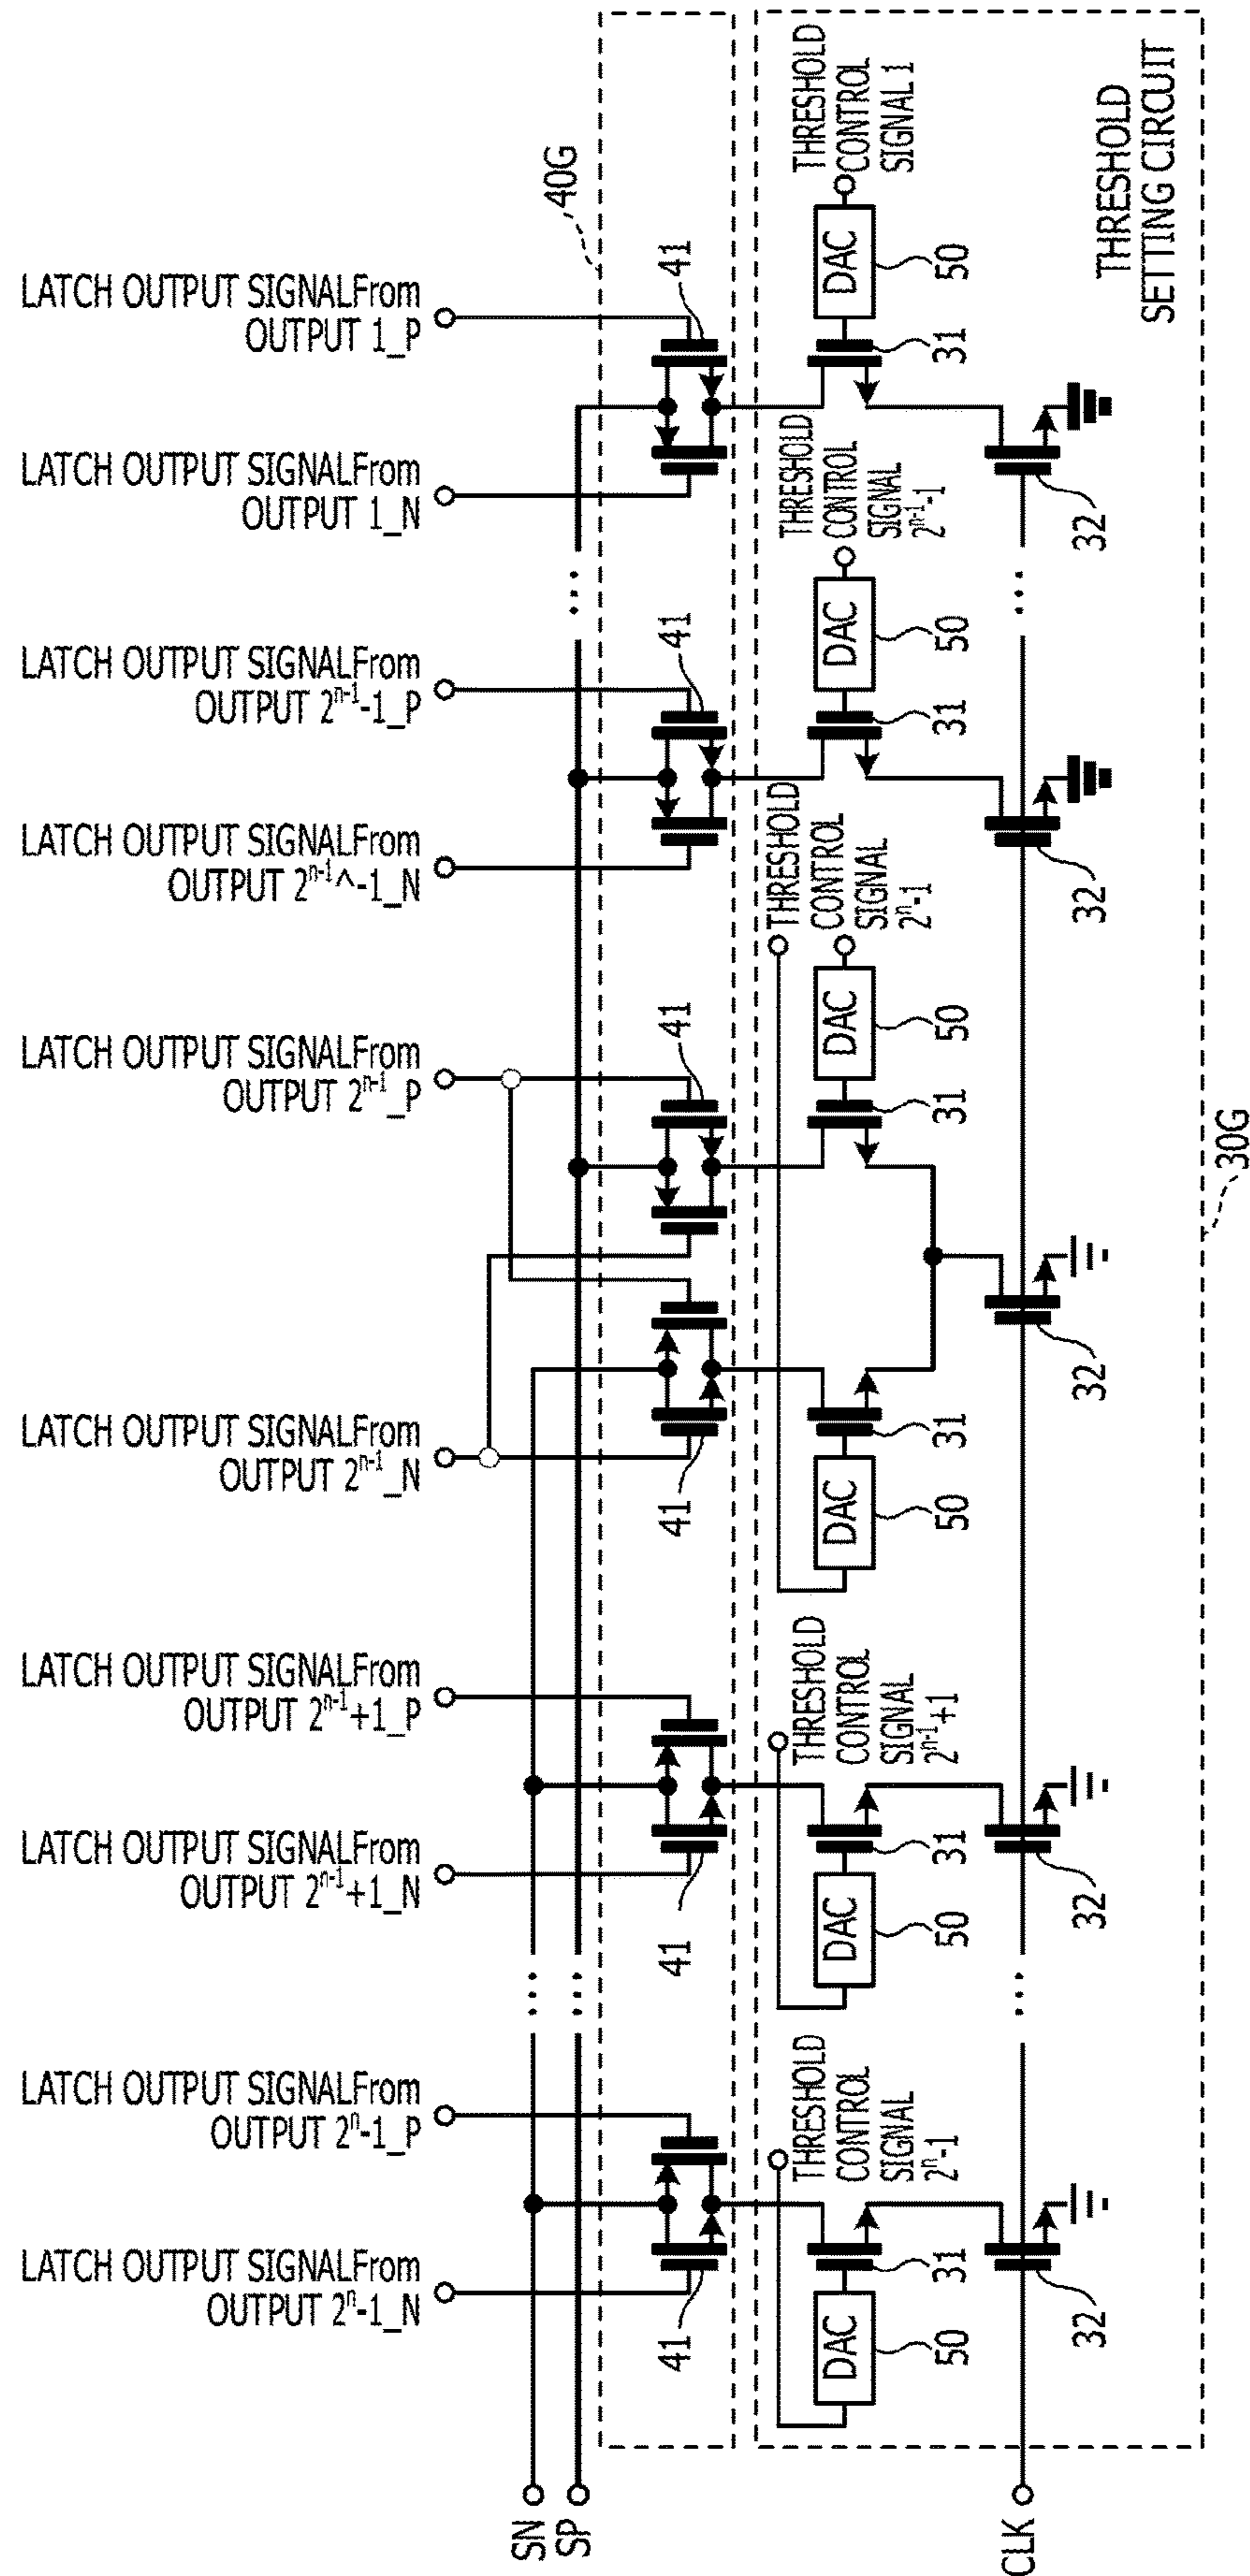 LATCH OUTPUT SIGNALFrom
OUTPUT 1_P
40G
41
THRESHOLD
CONTROL
SIGNAL 1
DAC
50
31
THRESHOLD
SETTING CIRCUIT
LATCH OUTPUT SIGNALFrom
OUTPUT 1_N
32
...
...
THRESHOLD
CONTROL
SIGNAL
2ⁿ⁻¹-1
DAC
50
31
LATCH OUTPUT SIGNALFrom
OUTPUT 2ⁿ⁻¹-1_P
41
LATCH OUTPUT SIGNALFrom
OUTPUT 2ⁿ⁻¹^-1_N
32
THRESHOLD
CONTROL
SIGNAL
2ⁿ-1
DAC
50
31
LATCH OUTPUT SIGNALFrom
OUTPUT 2ⁿ⁻¹_P
41
30G
32
LATCH OUTPUT SIGNALFrom
OUTPUT 2ⁿ⁻¹_N
41
31
DAC
50
LATCH OUTPUT SIGNALFrom
OUTPUT 2ⁿ⁻¹+1_P
THRESHOLD
CONTROL
SIGNAL
2ⁿ⁻¹+1
LATCH OUTPUT SIGNALFrom
OUTPUT 2ⁿ⁻¹+1_N
41
31
DAC
50
32
...
...
...
LATCH OUTPUT SIGNALFrom
OUTPUT 2ⁿ-1_P
THRESHOLD
CONTROL
SIGNAL
2ⁿ-1
LATCH OUTPUT SIGNALFrom
OUTPUT 2ⁿ-1_N
41
31
DAC
50
32
SN
SP
CLK